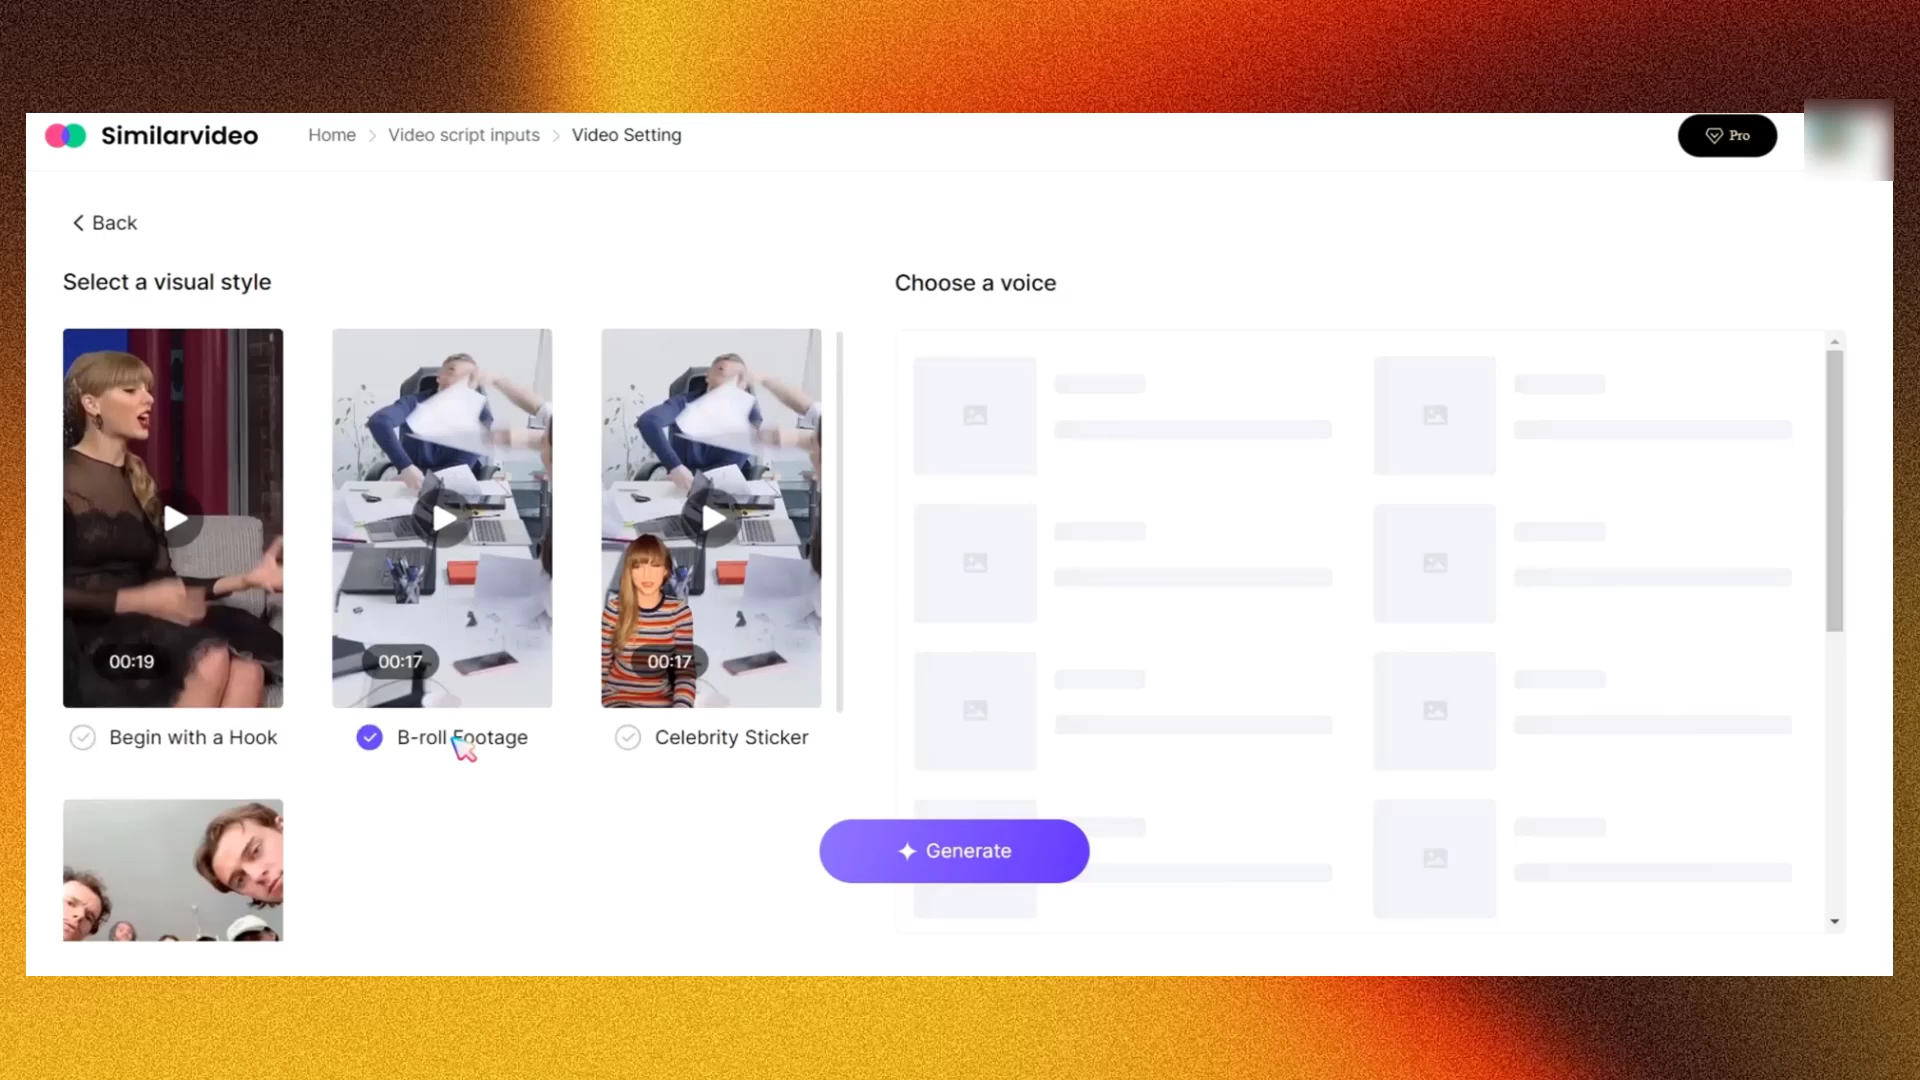 Similarvideo
Home > Video script inputs > Video Setting
Pro
Back
Select a visual style
Choose a voice
00:19
00:17
00:17
Begin with a Hook
B-roll Footage
Celebrity Sticker
Generate